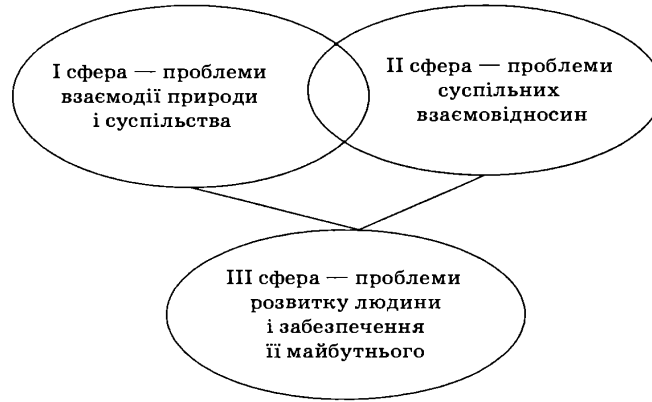 I сфера — проблеми
взаємодії природи
і суспільства
II сфера — проблеми
суспільних
взаємовідносин
III сфера — проблеми
розвитку людини
і забезпечення
її майбутнього